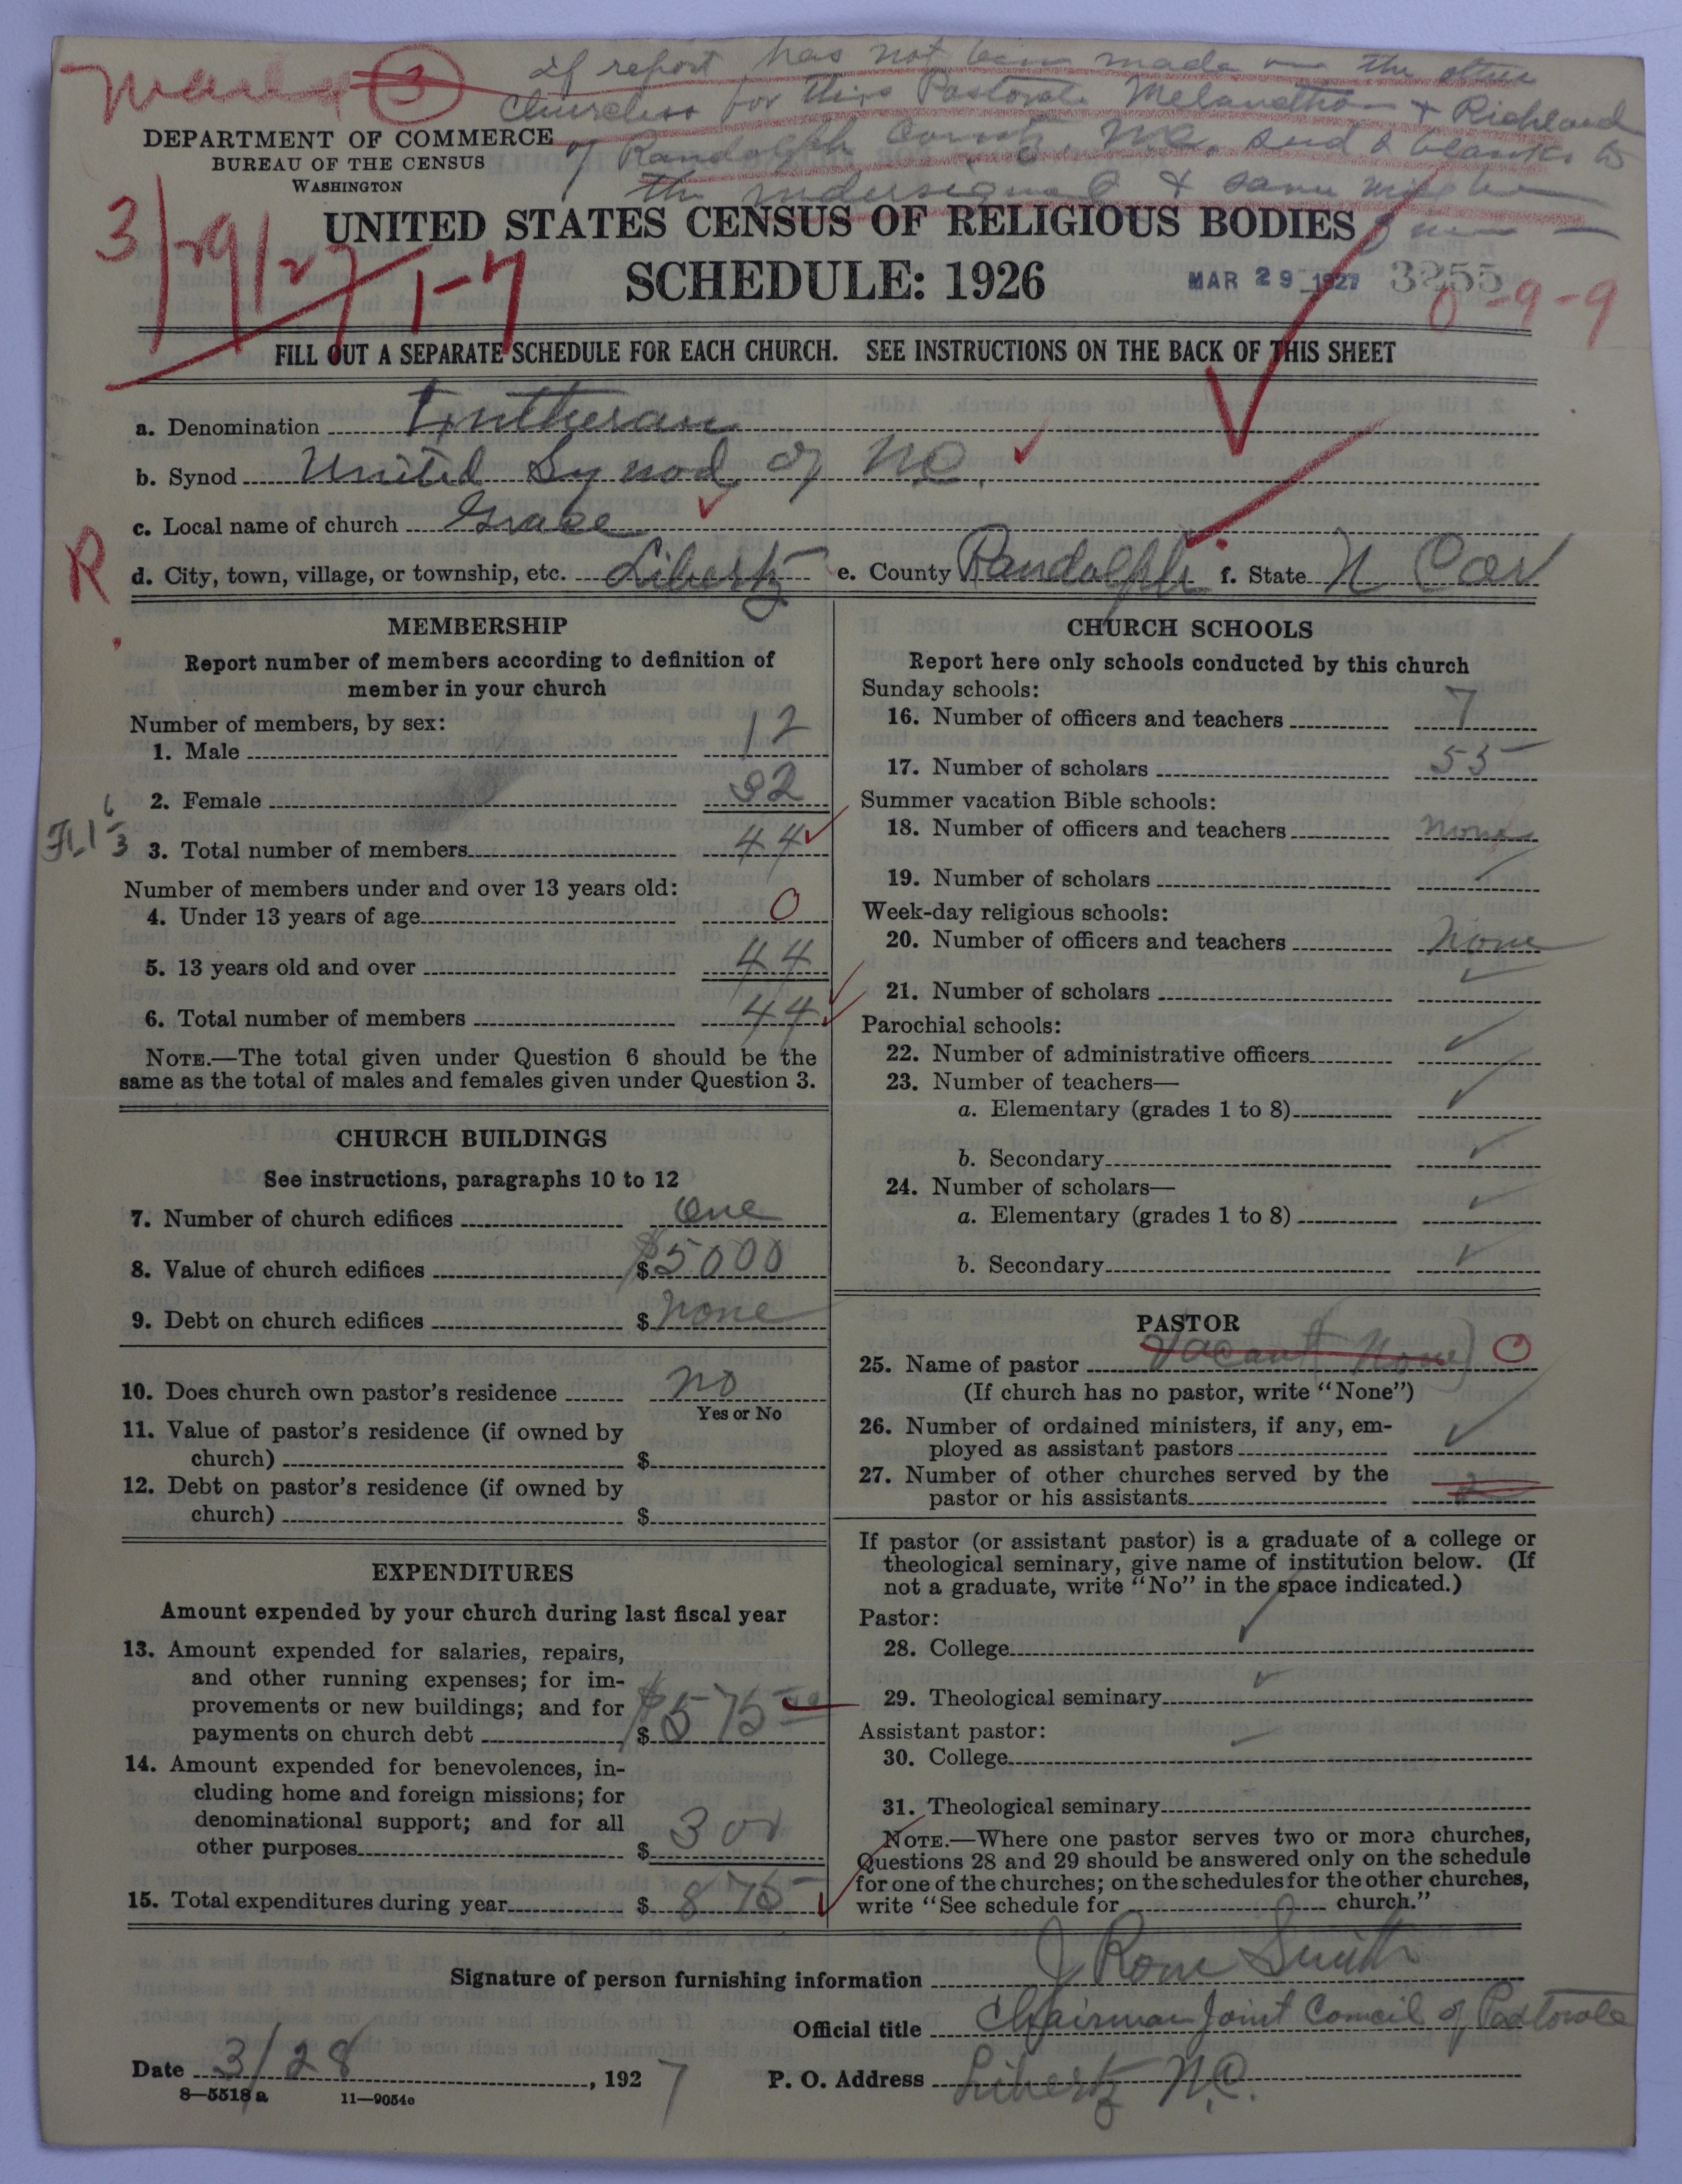 If report has not been made on the other
Churches for this Pastorate Melancthon & Richland
of Randolph County, N.C. send 2 blanks to
the undersigned & same may be
3
DEPARTMENT OF COMMERCE
BUREAU OF THE CENSUS
WASHINGTON
3/29/27 1-7
UNITED STATES CENSUS OF RELIGIOUS BODIES
SCHEDULE: 1926
MAR 29 1927 3255
0-9-9
FILL OUT A SEPARATE SCHEDULE FOR EACH CHURCH. SEE INSTRUCTIONS ON THE BACK OF THIS SHEET
a. Denomination Lutheran
b. Synod United Synod of NC.
c. Local name of church Grace
R
d. City, town, village, or township, etc. Liberty e. County Randolph f. State N Car
MEMBERSHIP
Report number of members according to definition of
member in your church
Number of members, by sex:
1. Male 12
2. Female 32
3. Total number of members 44
Number of members under and over 13 years old:
4. Under 13 years of age 0
5. 13 years old and over 44
6. Total number of members 44
NOTE.—The total given under Question 6 should be the
same as the total of males and females given under Question 3.
CHURCH BUILDINGS
See instructions, paragraphs 10 to 12
7. Number of church edifices One
8. Value of church edifices $ $5000
9. Debt on church edifices $ None
10. Does church own pastor's residence No
Yes or No
11. Value of pastor's residence (if owned by
church) $
12. Debt on pastor's residence (if owned by
church) $
EXPENDITURES
Amount expended by your church during last fiscal year
13. Amount expended for salaries, repairs,
and other running expenses; for im-
provements or new buildings; and for
payments on church debt $ $575
14. Amount expended for benevolences, in-
cluding home and foreign missions; for
denominational support; and for all
other purposes $ 300
15. Total expenditures during year $ 875
CHURCH SCHOOLS
Report here only schools conducted by this church
Sunday schools:
16. Number of officers and teachers 7
17. Number of scholars 55
Summer vacation Bible schools:
18. Number of officers and teachers None
19. Number of scholars
Week-day religious schools:
20. Number of officers and teachers None
21. Number of scholars
Parochial schools:
22. Number of administrative officers
23. Number of teachers—
a. Elementary (grades 1 to 8)
b. Secondary
24. Number of scholars—
a. Elementary (grades 1 to 8)
b. Secondary
PASTOR
25. Name of pastor Vacant (None) 0
(If church has no pastor, write "None")
26. Number of ordained ministers, if any, em-
ployed as assistant pastors
27. Number of other churches served by the
pastor or his assistants 2
If pastor (or assistant pastor) is a graduate of a college or
theological seminary, give name of institution below. (If
not a graduate, write "No" in the space indicated.)
Pastor:
28. College
29. Theological seminary
Assistant pastor:
30. College
31. Theological seminary
NOTE.—Where one pastor serves two or more churches,
Questions 28 and 29 should be answered only on the schedule
for one of the churches; on the schedules for the other churches,
write "See schedule for church."
Signature of person furnishing information J Rom Smith
Official title Chairman Joint Council of Pastorate
Date 3/28, 1927
P. O. Address Liberty N.C.
8—5518 a 11—9054e